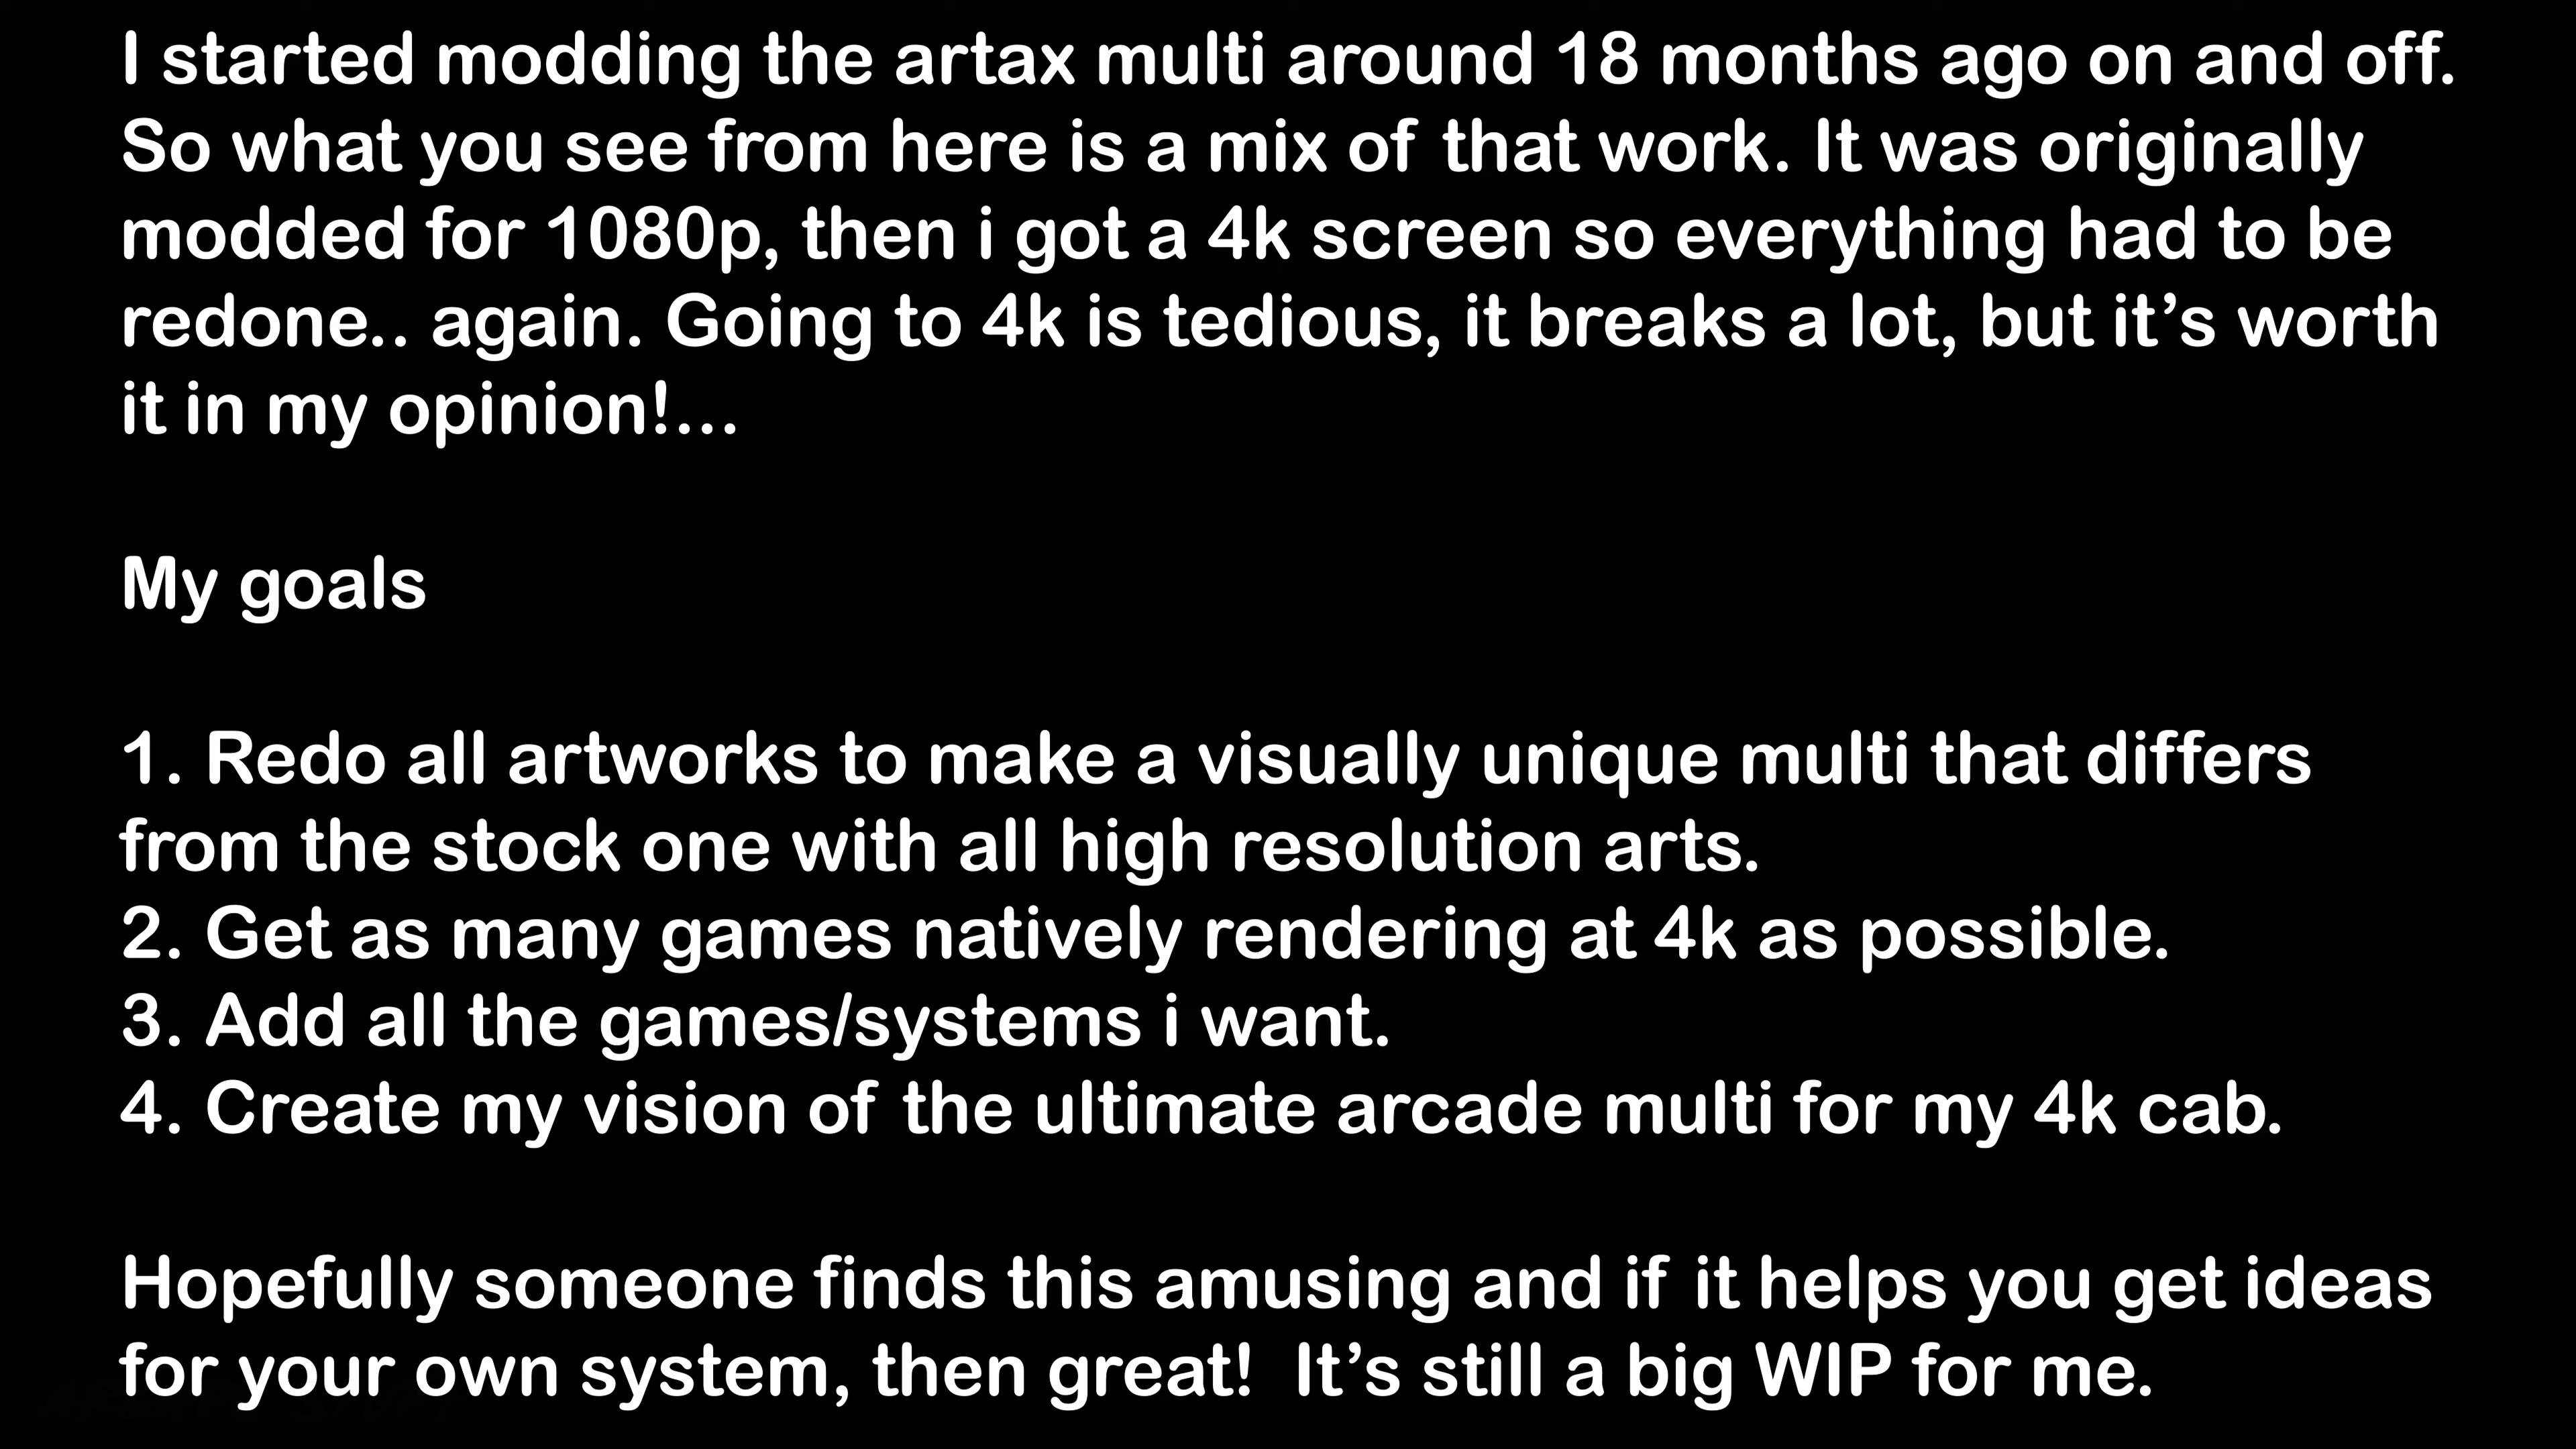 I started modding the artax multi around 18 months ago on and off.
So what you see from here is a mix of that work. It was originally
modded for 1080p, then i got a 4k screen so everything had to be
redone.. again. Going to 4k is tedious, it breaks a lot, but it’s worth
it in my opinion!...
My goals
1. Redo all artworks to make a visually unique multi that differs
from the stock one with all high resolution arts.
2. Get as many games natively rendering at 4k as possible.
3. Add all the games/systems i want.
4. Create my vision of the ultimate arcade multi for my 4k cab.
Hopefully someone finds this amusing and if it helps you get ideas
for your own system, then great!  It’s still a big WIP for me.